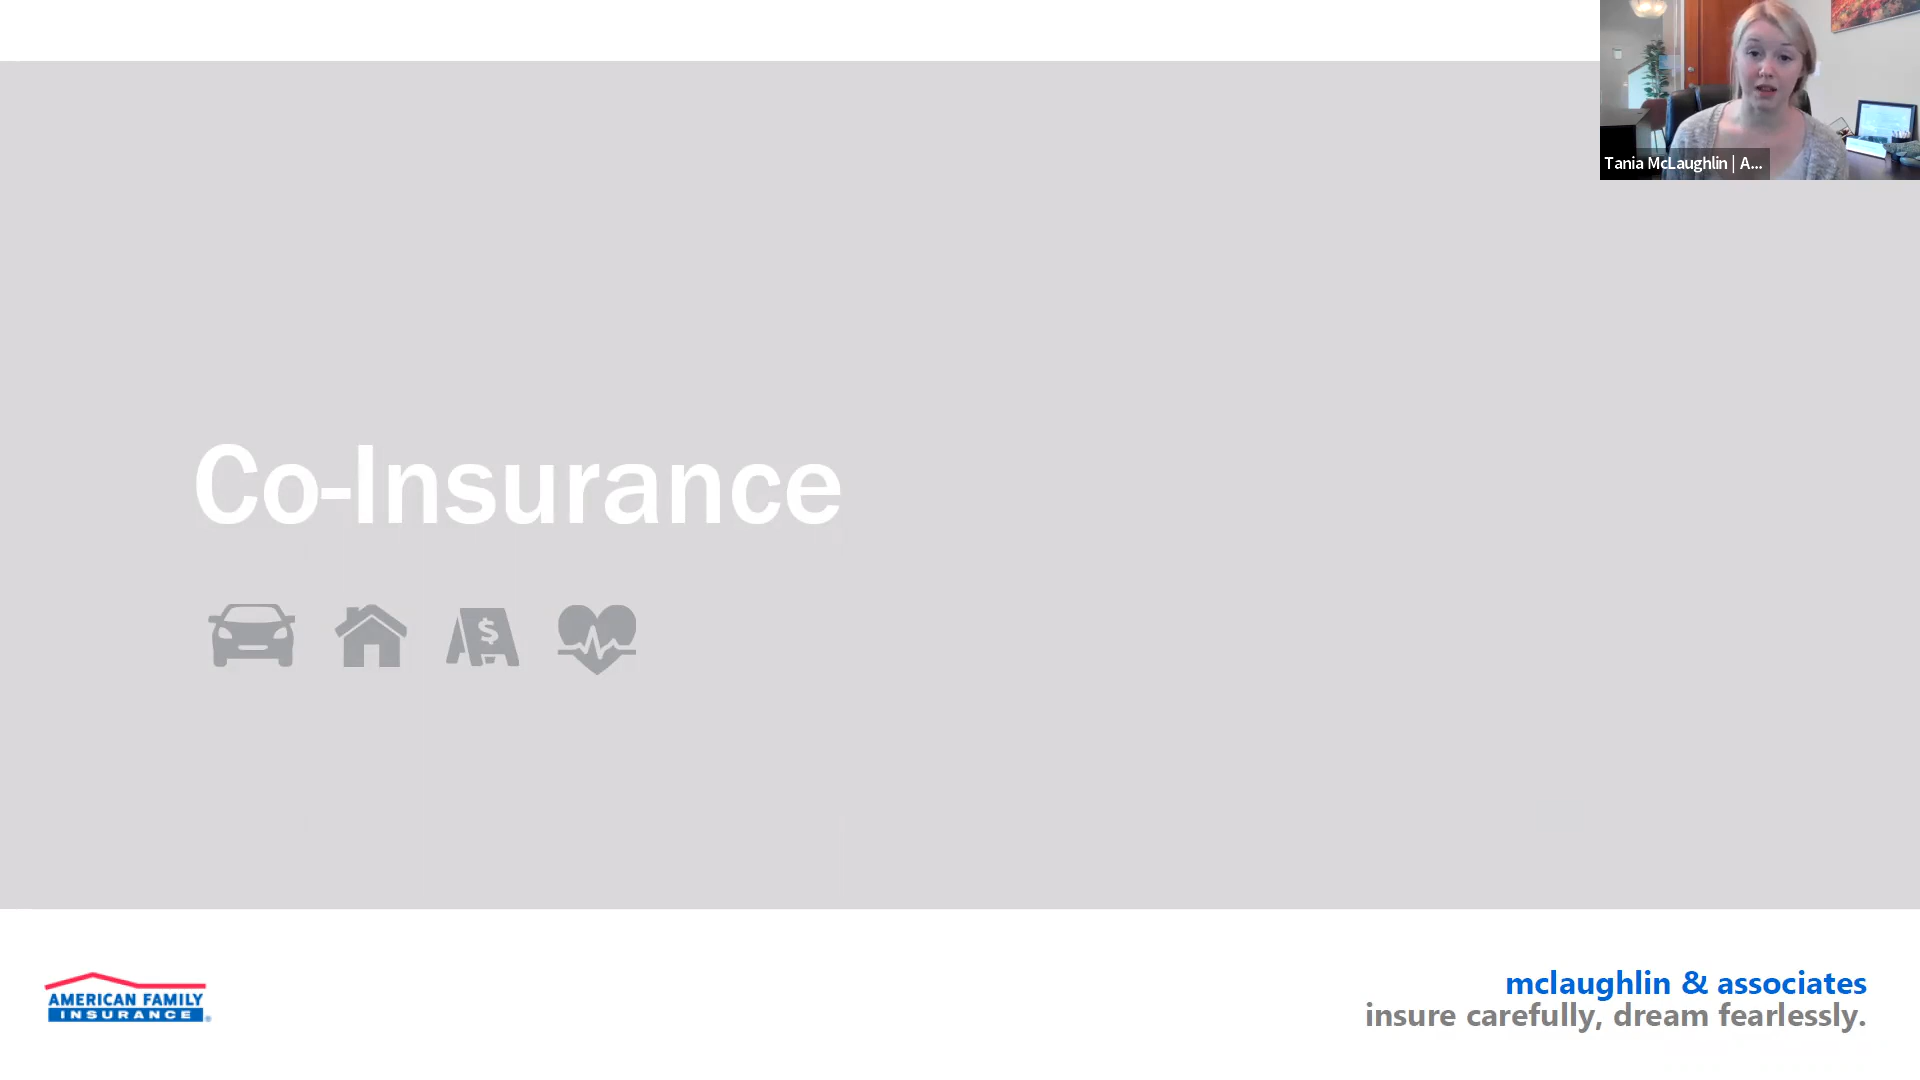 Tania McLaughlin | A...
Co-Insurance
$
AMERICAN FAMILY
INSURANCE®
mclaughlin & associates
insure carefully, dream fearlessly.